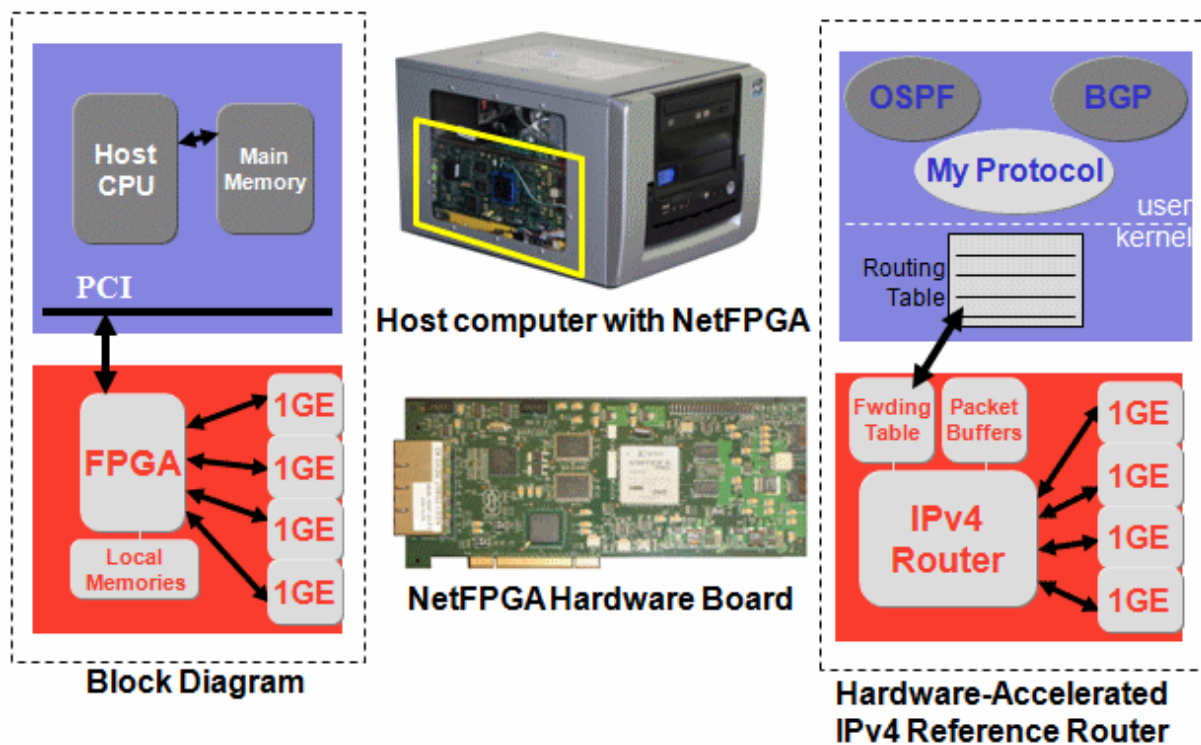 Host
CPU
Main
Memory
PCI
FPGA
Local
Memories
1GE
1GE
1GE
1GE
Block Diagram
Host computer with NetFPGA
NetFPGA Hardware Board
OSPF
BGP
My Protocol
user
kernel
Routing
Table
Fwding
Table
Packet
Buffers
IPv4
Router
1GE
1GE
1GE
1GE
Hardware-Accelerated
IPv4 Reference Router